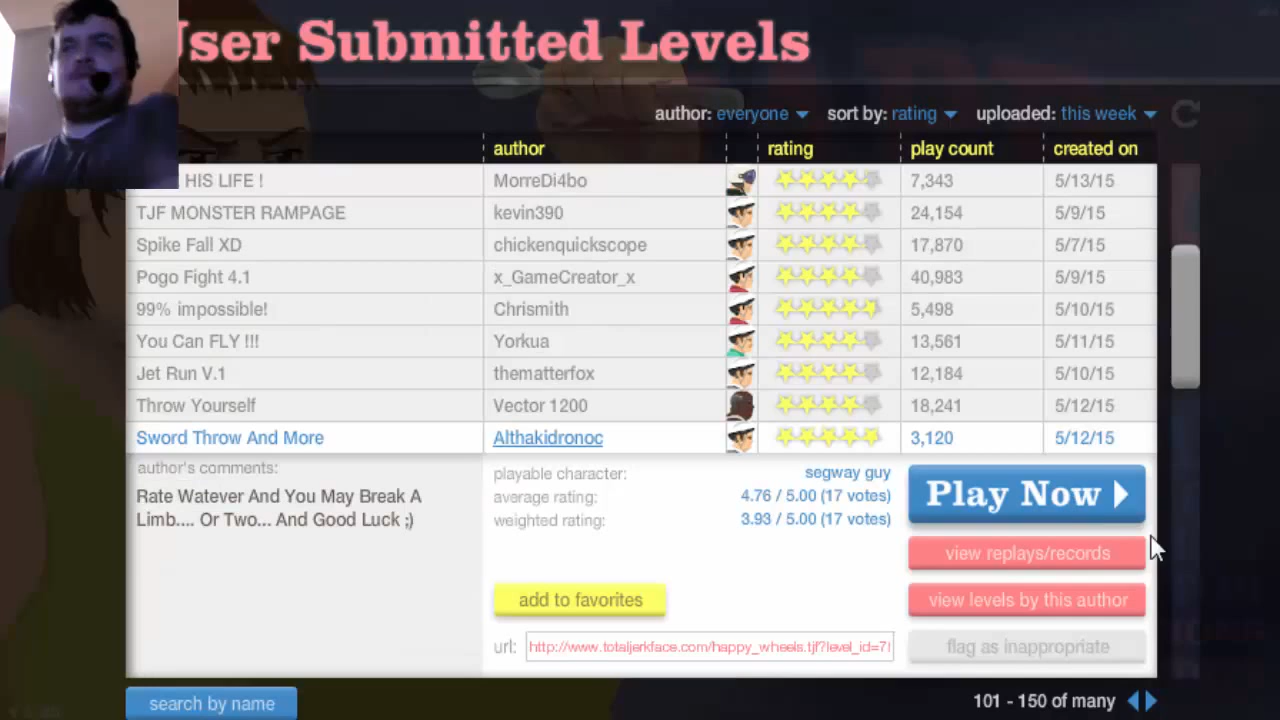 User Submitted Levels
author: everyone sort by: rating uploaded: this week
author rating play count created on
HIS LIFE ! MorreDi4bo 7,343 5/13/15
TJF MONSTER RAMPAGE kevin390 24,154 5/9/15
Spike Fall XD chickenquickscope 17,870 5/7/15
Pogo Fight 4.1 x_GameCreator_x 40,983 5/9/15
99% impossible! Chrismith 5,498 5/10/15
You Can FLY !!! Yorkua 13,561 5/11/15
Jet Run V.1 thematterfox 12,184 5/10/15
Throw Yourself Vector 1200 18,241 5/12/15
Sword Throw And More Althakidronoc 3,120 5/12/15
author's comments:
Rate Watever And You May Break A
Limb.... Or Two... And Good Luck ;)
playable character: segway guy
average rating: 4.76 / 5.00 (17 votes)
weighted rating: 3.93 / 5.00 (17 votes)
Play Now
view replays/records
add to favorites
view levels by this author
url: http://www.totaljerkface.com/happy_wheels.tjf?level_id=7
flag as inappropriate
search by name
101 - 150 of many